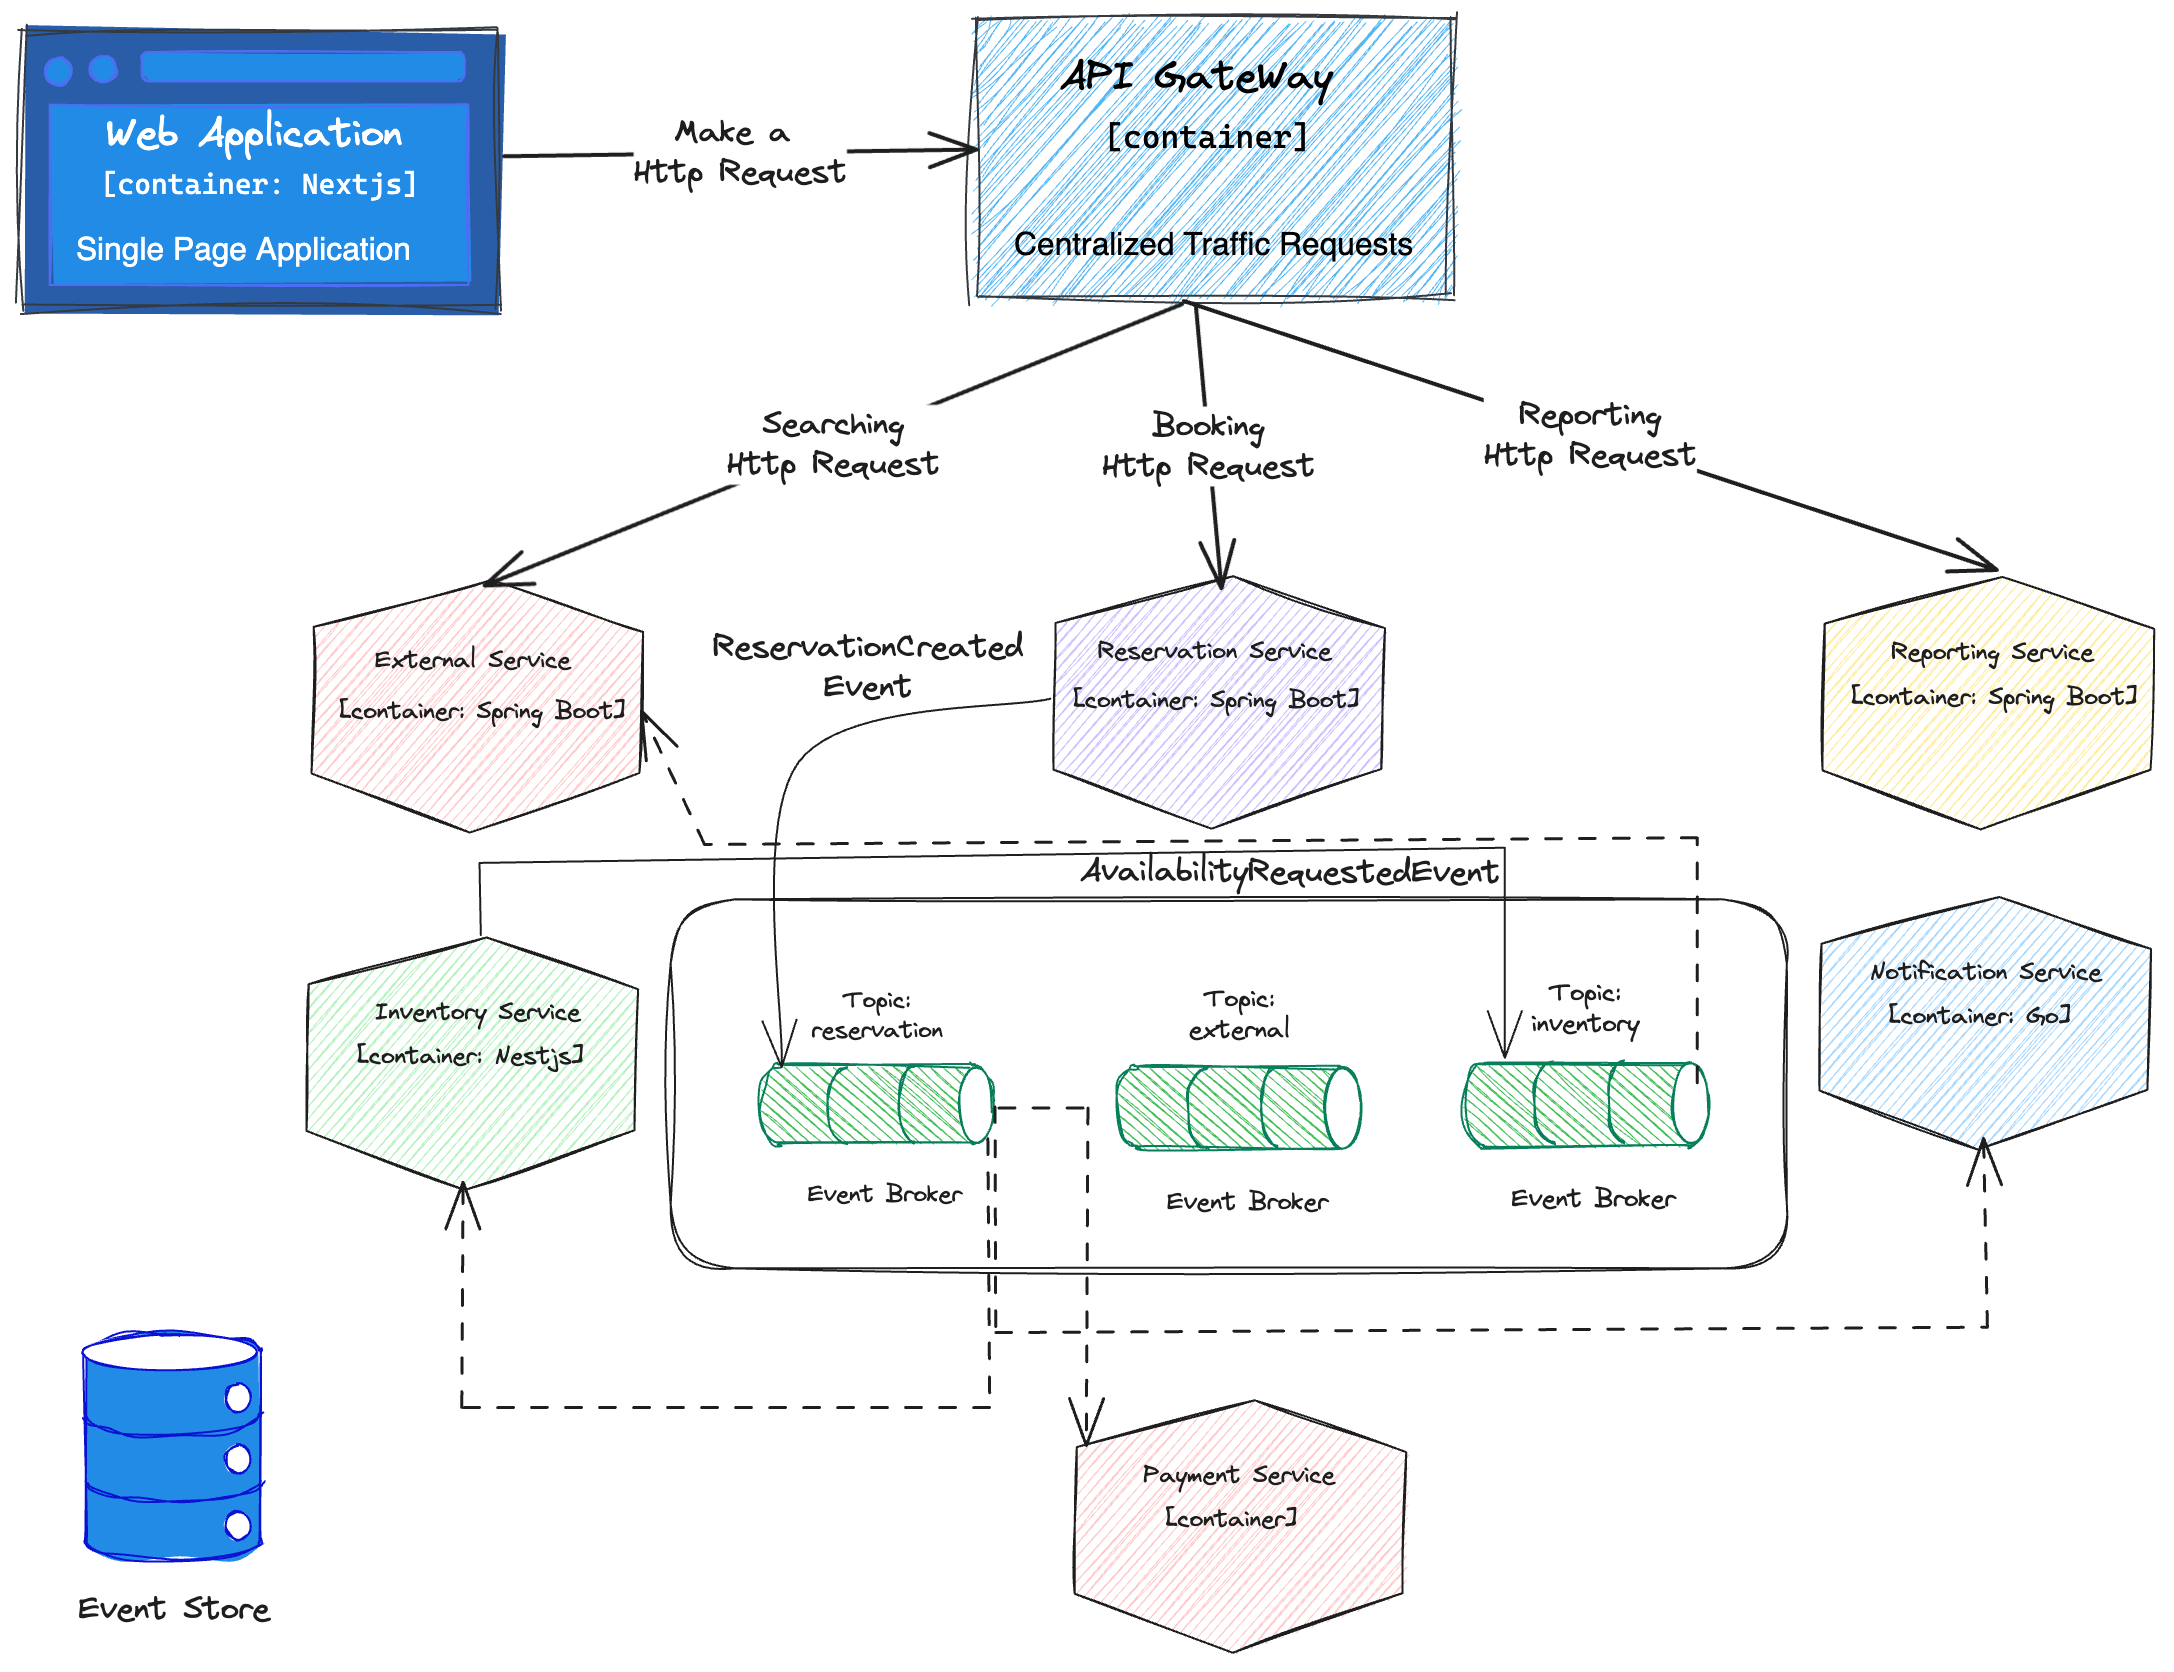 Web Application
[container: Nextjs]
Single Page Application
Make a
Http Request
API GateWay
[container]
Centralized Traffic Requests
Searching
Http Request
Booking
Http Request
Reporting
Http Request
External Service
[container: Spring Boot]
ReservationCreated
Event
Reservation Service
[container: Spring Boot]
Reporting Service
[container: Spring Boot]
AvailabilityRequestedEvent
Inventory Service
[container: Nestjs]
Topic:
reservation
Event Broker
Topic:
external
Event Broker
Topic:
inventory
Event Broker
Notification Service
[container: Go]
Payment Service
[container]
Event Store